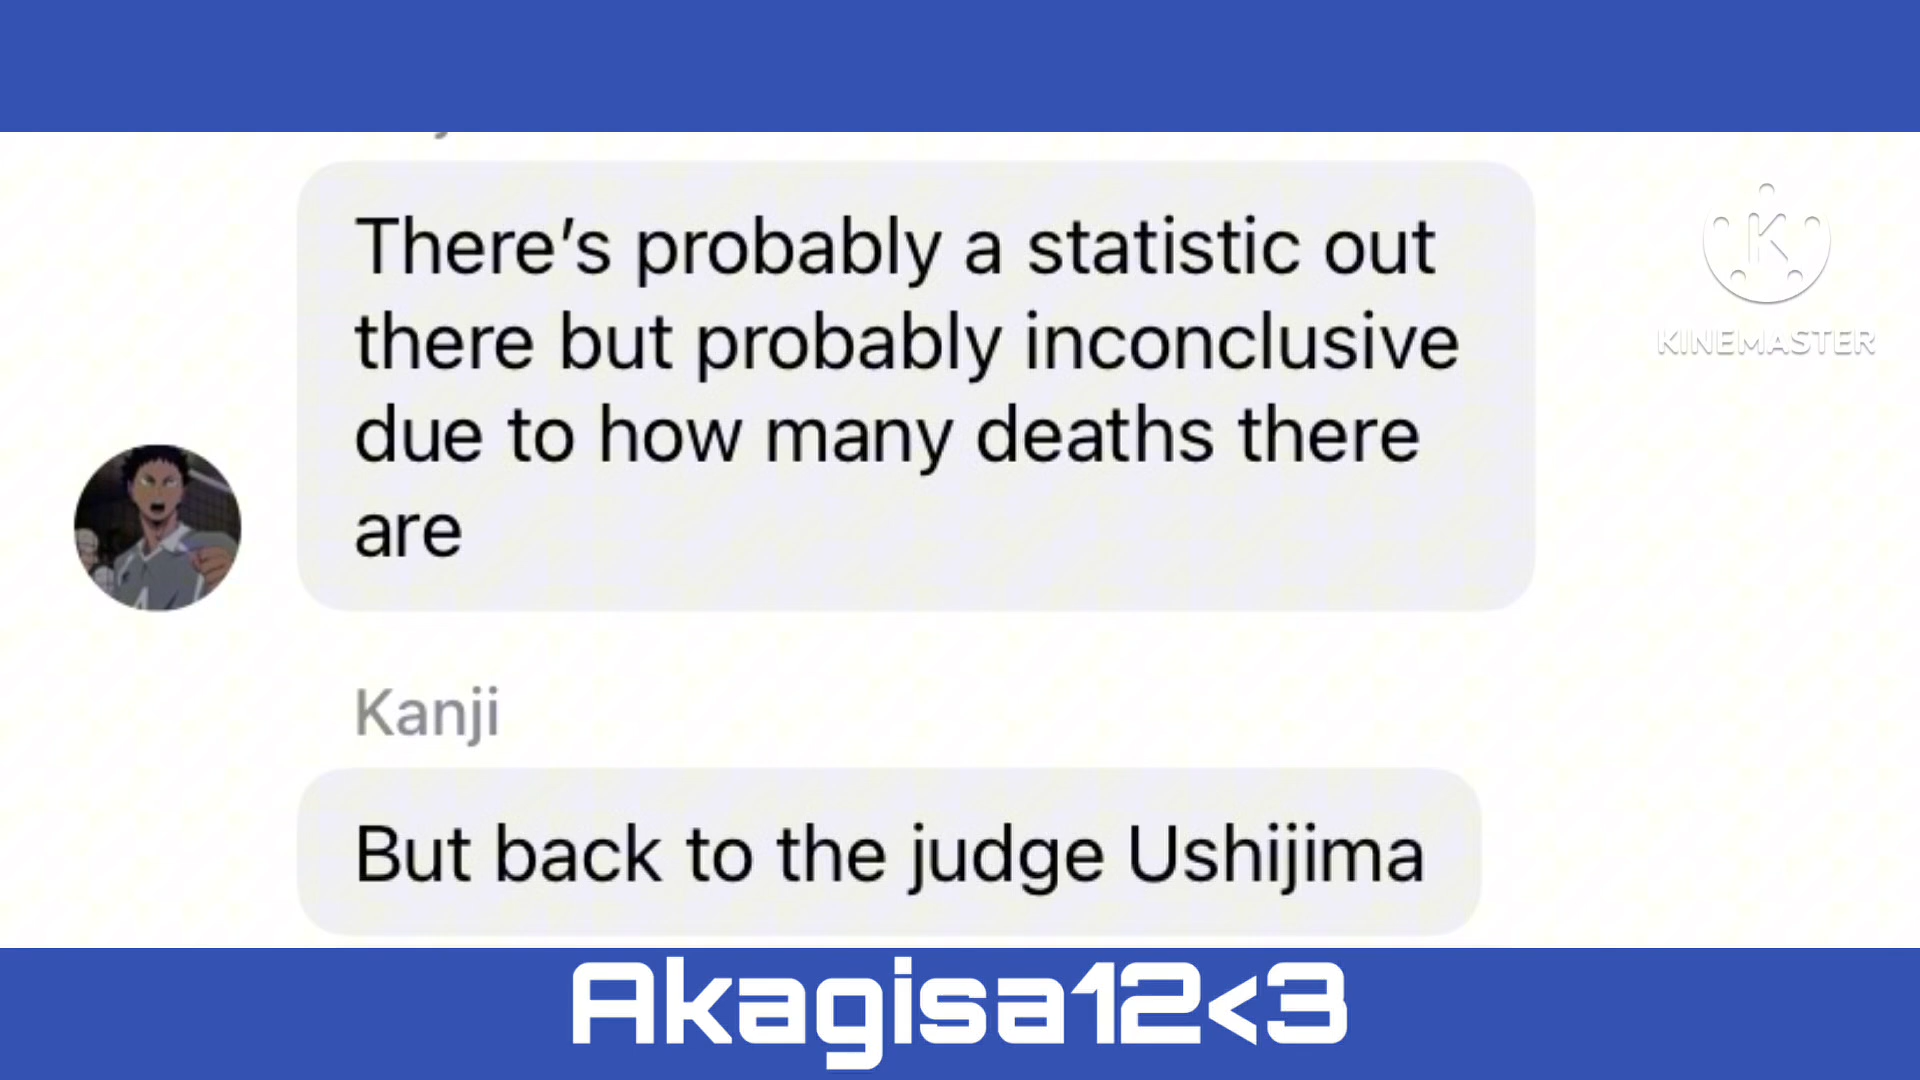 There’s probably a statistic out
there but probably inconclusive
due to how many deaths there
are
Kanji
But back to the judge Ushijima
K
KINEMASTER
Akagisa12<3